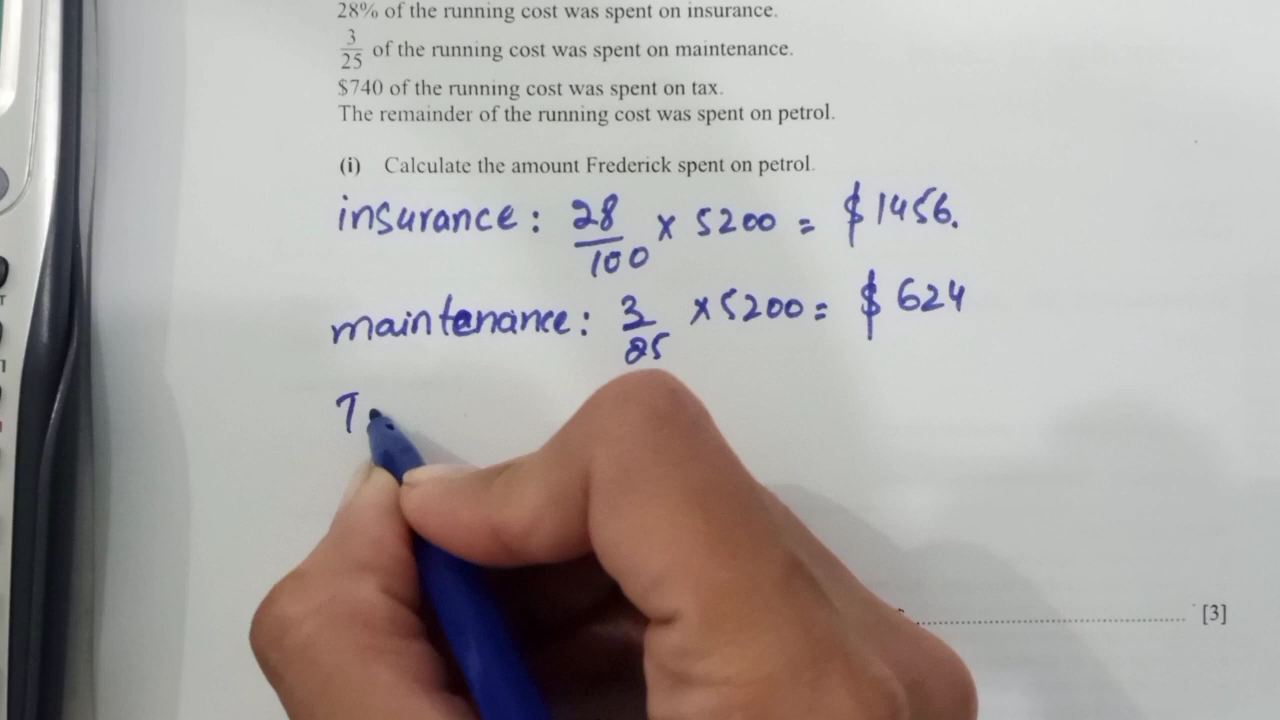 28% of the running cost was spent on insurance.
3/25 of the running cost was spent on maintenance.
$740 of the running cost was spent on tax.
The remainder of the running cost was spent on petrol.
(i) Calculate the amount Frederick spent on petrol.
insurance: 28/100 x 5200 = $1456.
maintenance: 3/25 x 5200 = $ 624
T
[3]